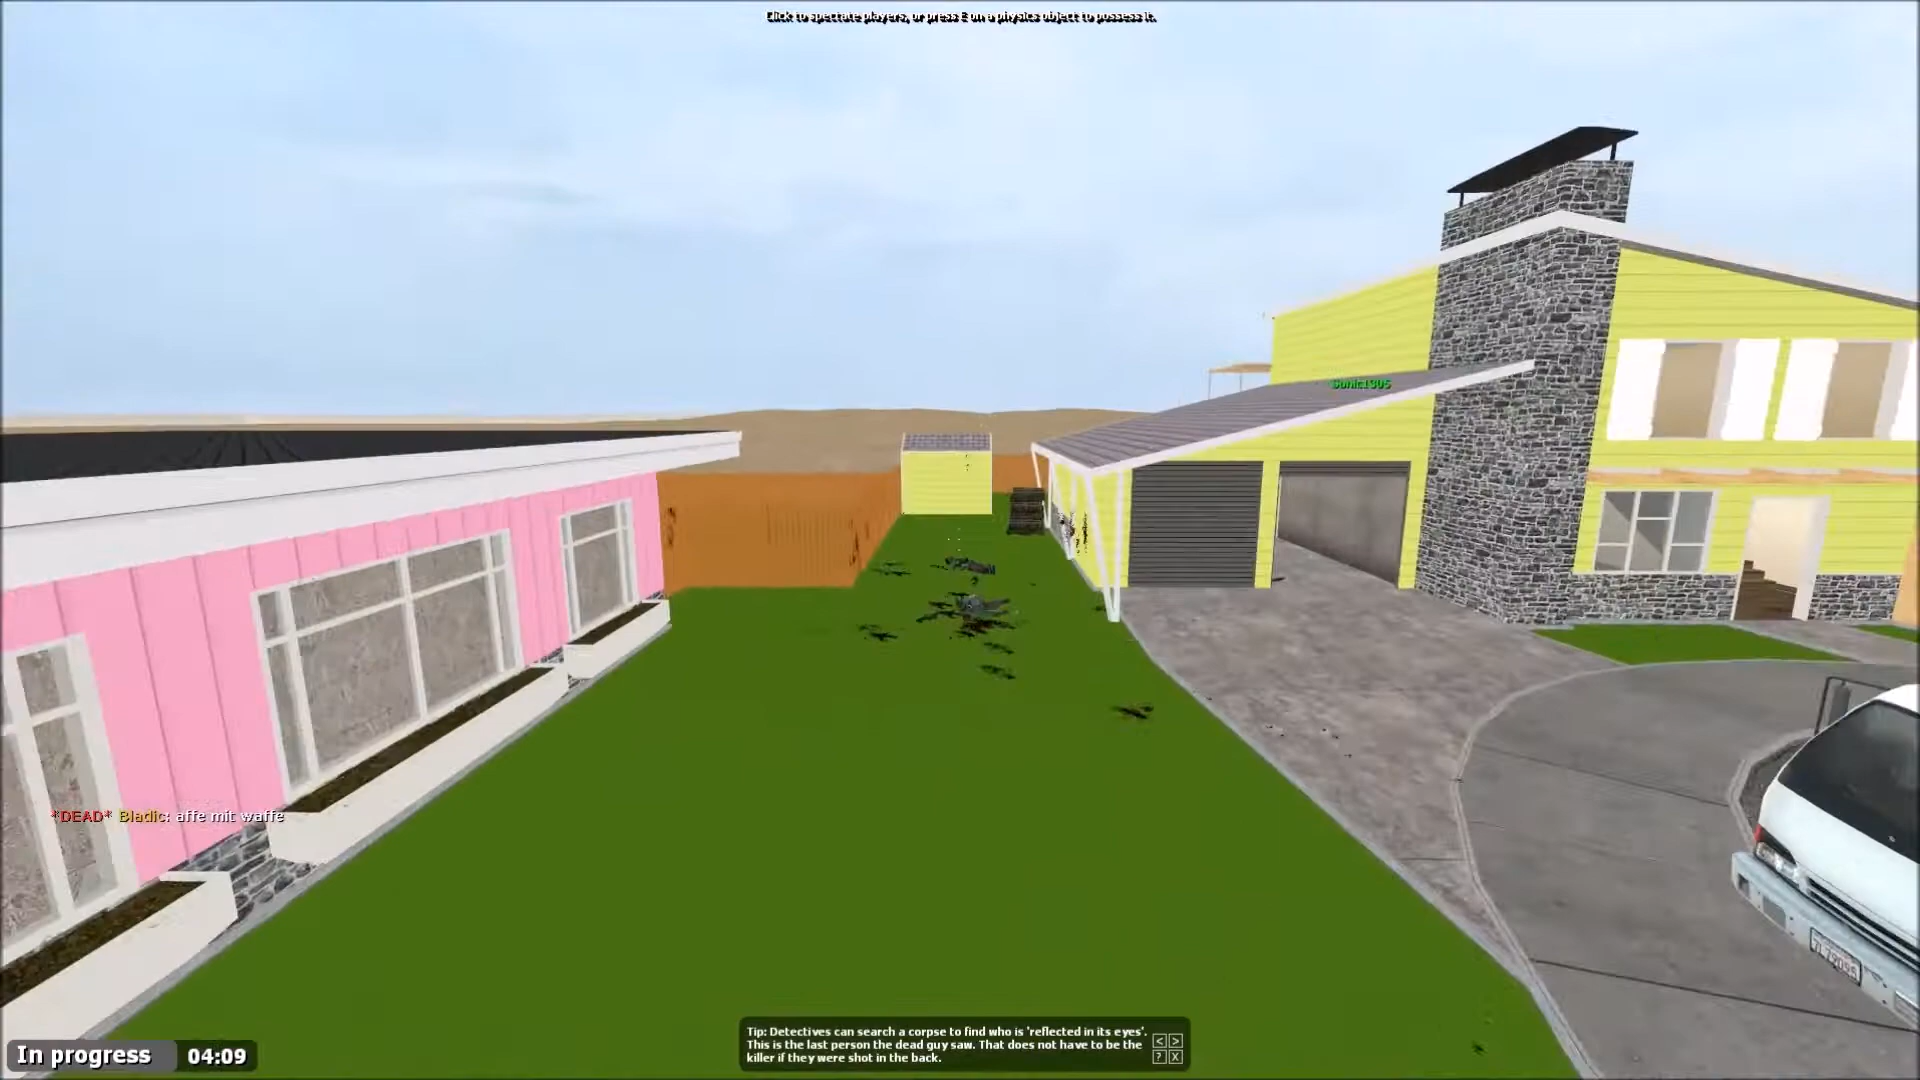 Click to spectate players, or press E on a physics object to possess it.
Sonic1306
*DEAD* Bladic: affe mit waffe
Tip: Detectives can search a corpse to find who is 'reflected in its eyes'.
This is the last person the dead guy saw. That does not have to be the
killer if they were shot in the back.
< >
? X
In progress 04:09